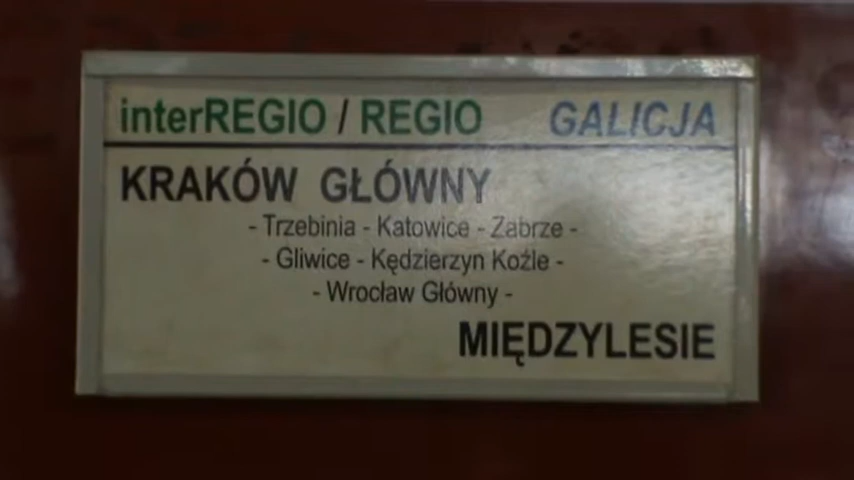 interREGIO / REGIO GALICJA
KRAKÓW GŁÓWNY
- Trzebinia - Katowice - Zabrze -
- Gliwice - Kędzierzyn Koźle -
- Wrocław Główny -
MIĘDZYLESIE